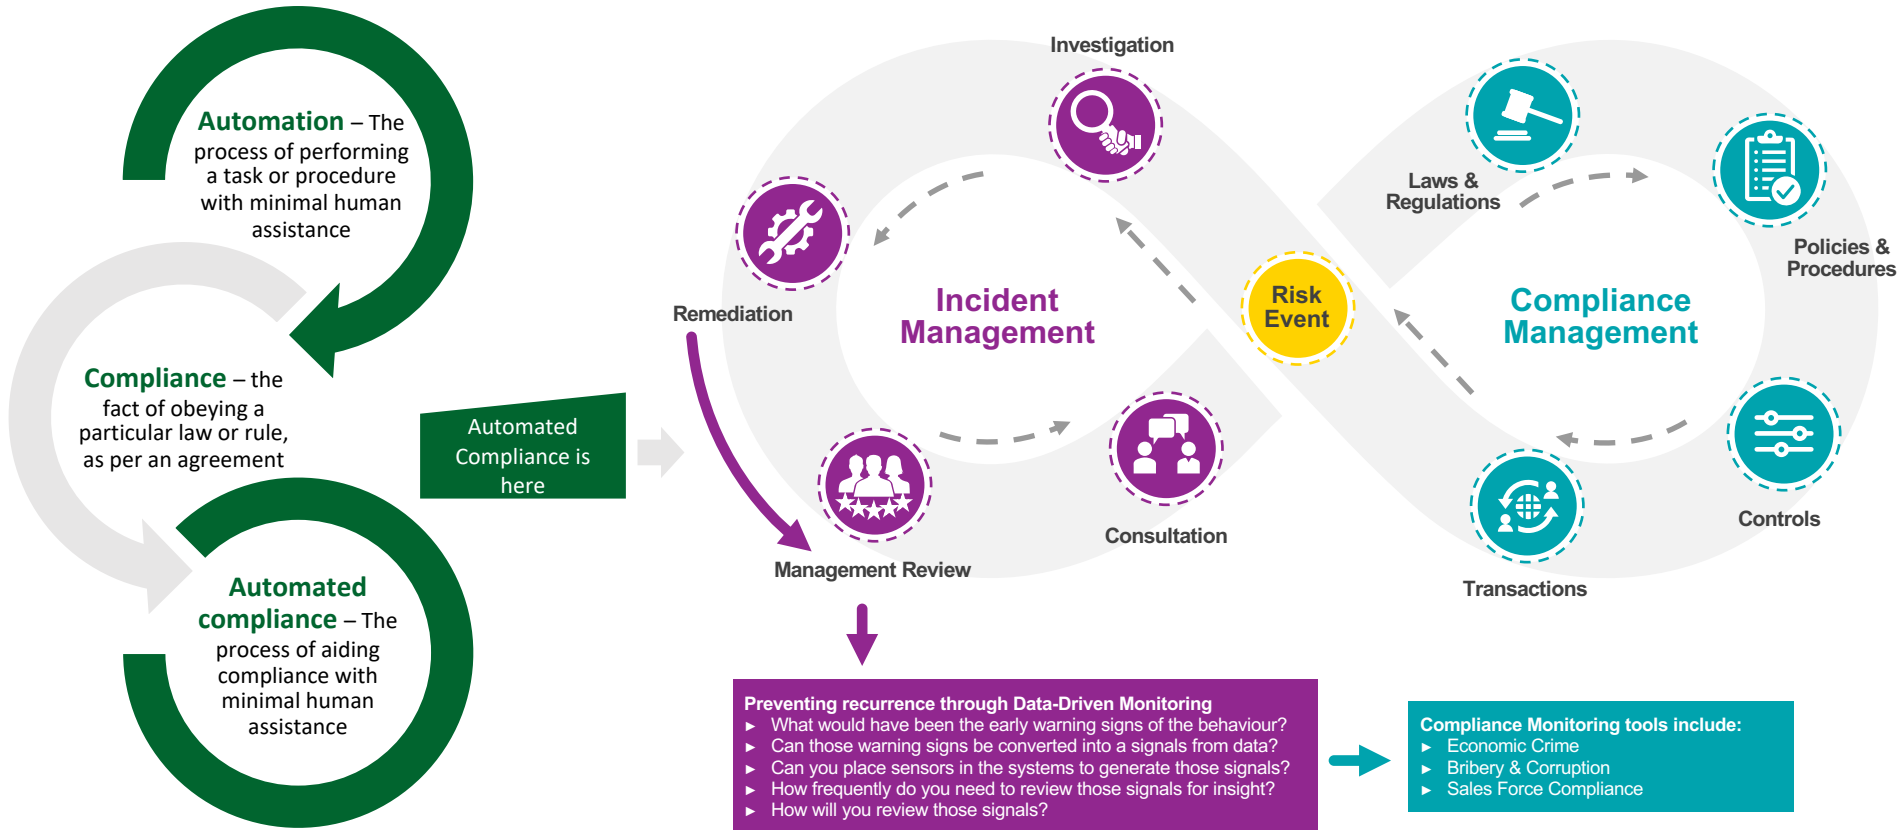 Automation – The
process of performing
a task or procedure
with minimal human
assistance
Compliance – the
fact of obeying a
particular law or rule,
as per an agreement
Automated
compliance – The
process of aiding
compliance with
minimal human
assistance
Automated
Compliance is
here
Investigation
Remediation
Incident
Management
Management Review
Consultation
Risk
Event
Laws &
Regulations
Policies &
Procedures
Compliance
Management
Controls
Transactions
Preventing recurrence through Data-Driven Monitoring
► What would have been the early warning signs of the behaviour?
► Can those warning signs be converted into a signals from data?
► Can you place sensors in the systems to generate those signals?
► How frequently do you need to review those signals for insight?
► How will you review those signals?
Compliance Monitoring tools include:
► Economic Crime
► Bribery & Corruption
► Sales Force Compliance